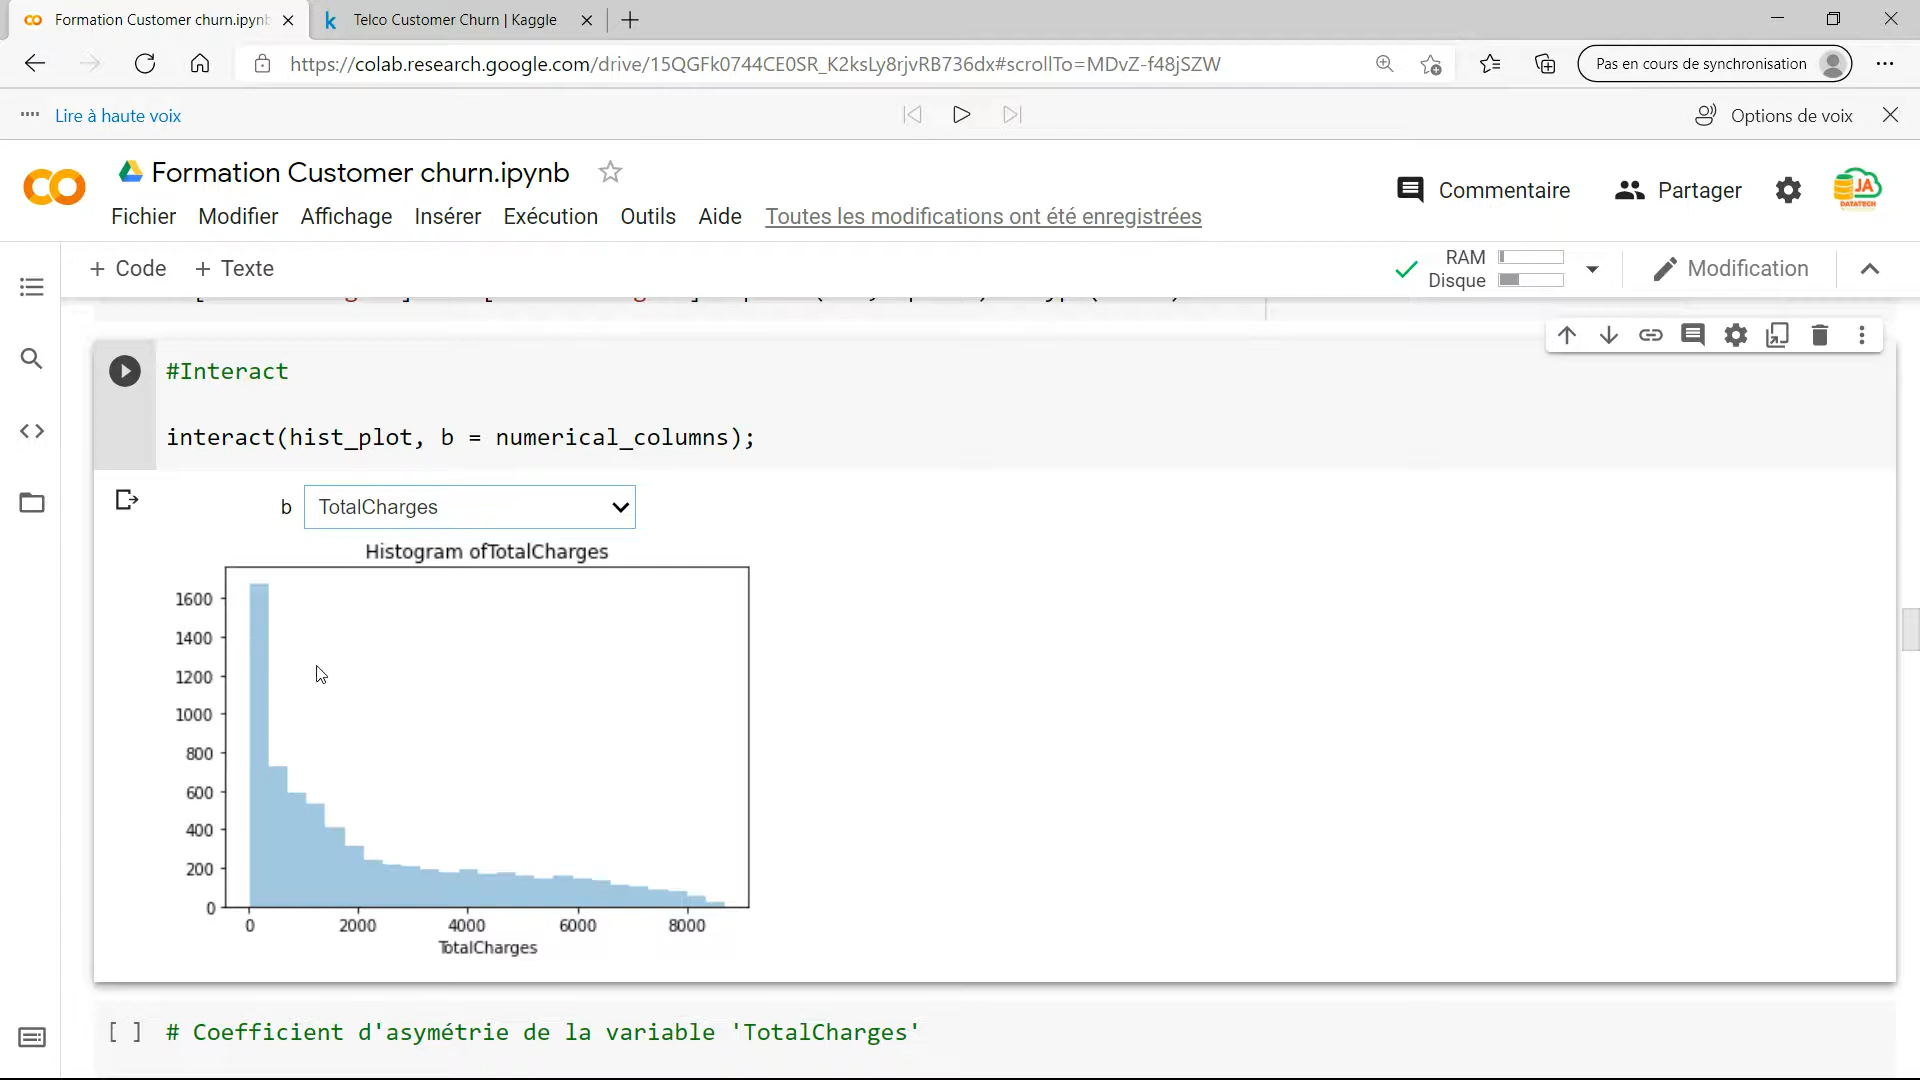 Formation Customer churn.ipynb
Telco Customer Churn | Kaggle
https://colab.research.google.com/drive/15QGFk0744CE0SR_K2ksLy8rjvRB736dx#scrollTo=MDvZ-f48jSZW
Pas en cours de synchronisation
Lire à haute voix
Options de voix
Formation Customer churn.ipynb
Commentaire
Partager
JA
DATATECH
Fichier Modifier Affichage Insérer Exécution Outils Aide Toutes les modifications ont été enregistrées
+ Code + Texte
RAM
Disque
Modification
#Interact
interact(hist_plot, b = numerical_columns);
b TotalCharges
Histogram ofTotalCharges
1600
1400
1200
1000
800
600
400
200
0
0 2000 4000 6000 8000
TotalCharges
[ ] # Coefficient d'asymétrie de la variable 'TotalCharges'